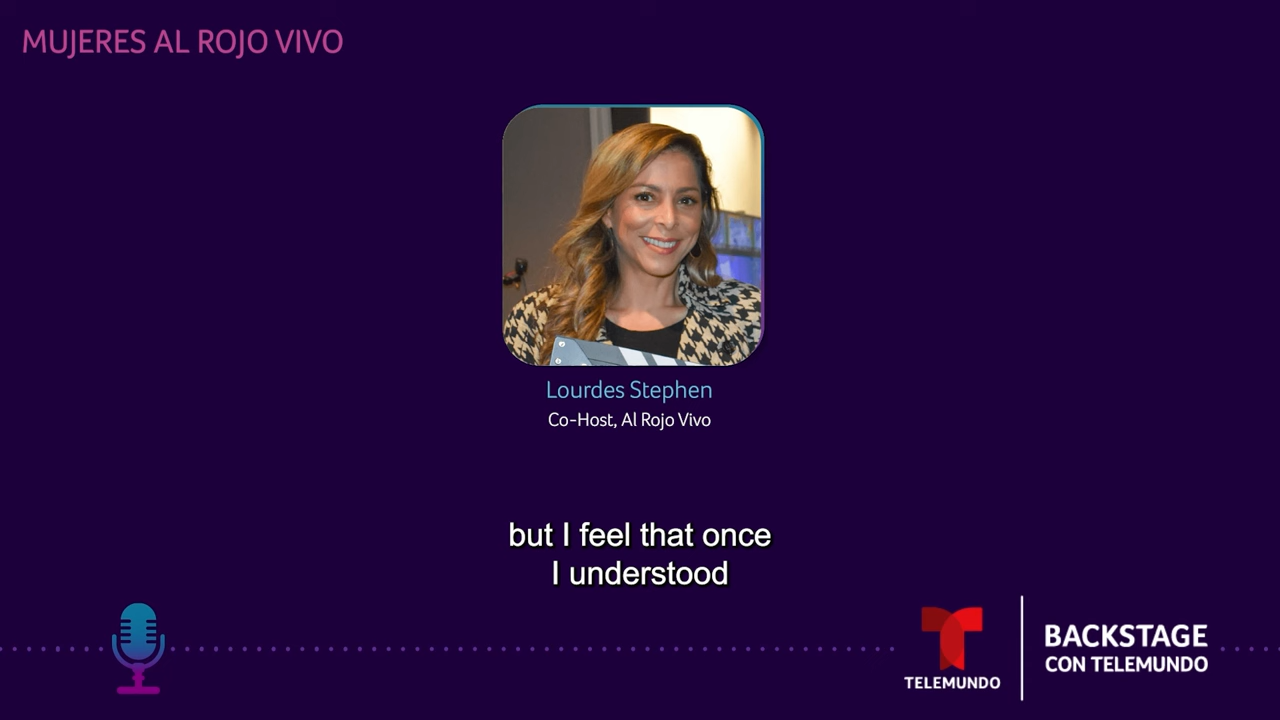 MUJERES AL ROJO VIVO
Lourdes Stephen
Co-Host, Al Rojo Vivo
but I feel that once
I understood
TELEMUNDO
BACKSTAGE
CON TELEMUNDO